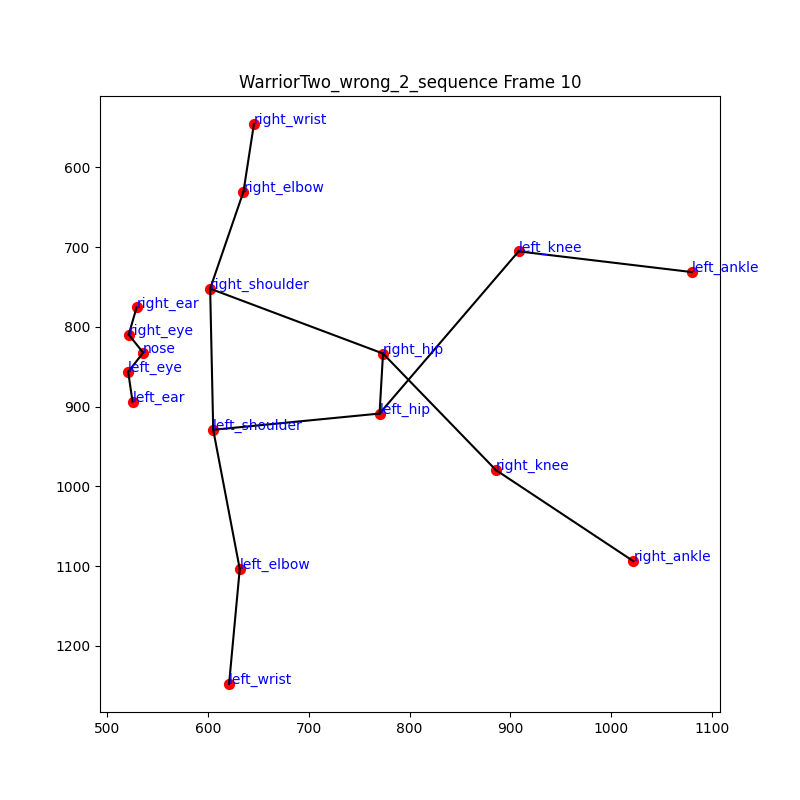 WarriorTwo_wrong_2_sequence Frame 10
right_wrist
600
right_elbow
left_knee
700
left_ankle
right_shoulder
right_ear
800
right_eye
nose
right_hip
left_eye
left_ear
900
left_hip
left_shoulder
right_knee
1000
right_ankle
left_elbow
1100
1200
left_wrist
500 600 700 800 900 1000 1100